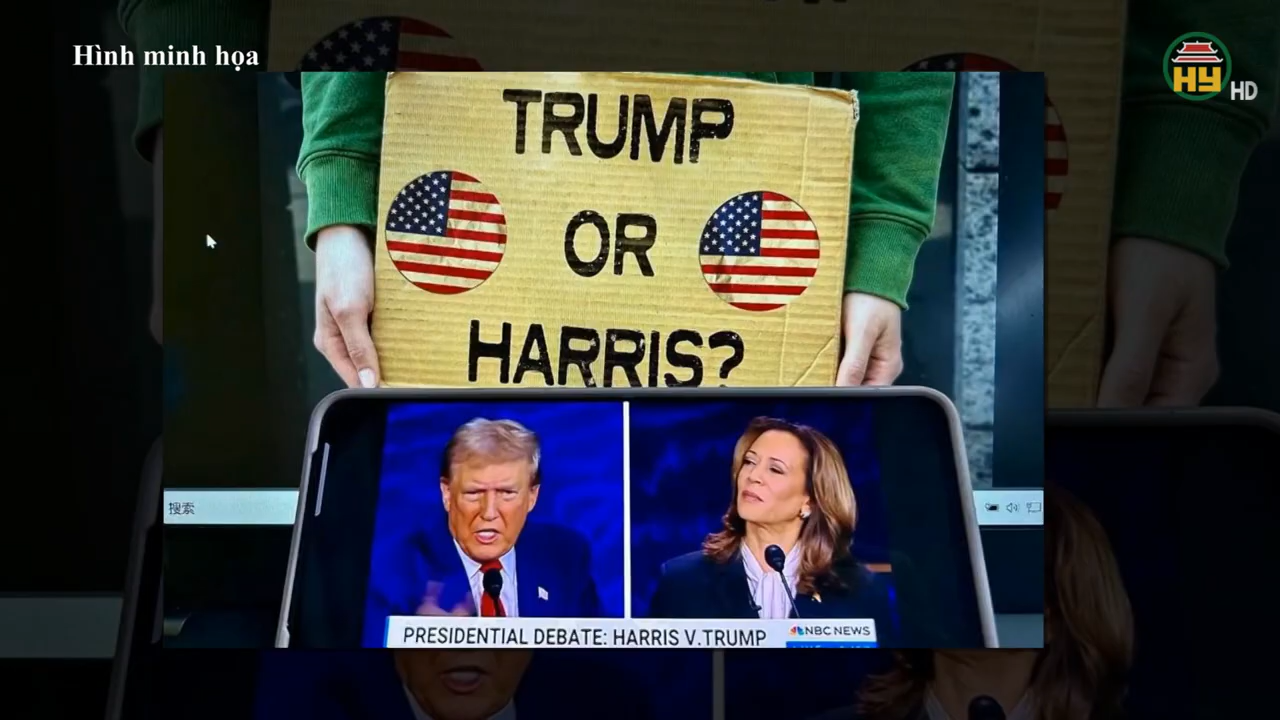 Hình minh họa
HY
HD
TRUMP
OR
HARRIS?
搜索
PRESIDENTIAL DEBATE: HARRIS V. TRUMP
NBC NEWS